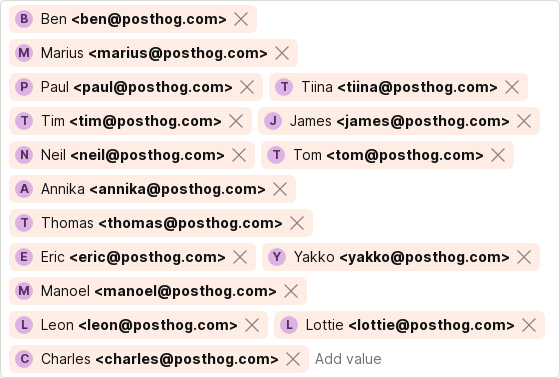 B Ben <ben@posthog.com>
M Marius <marius@posthog.com>
P Paul <paul@posthog.com> T Tiina <tiina@posthog.com>
T Tim <tim@posthog.com> J James <james@posthog.com>
N Neil <neil@posthog.com> T Tom <tom@posthog.com>
A Annika <annika@posthog.com>
T Thomas <thomas@posthog.com>
E Eric <eric@posthog.com> Y Yakko <yakko@posthog.com>
M Manoel <manoel@posthog.com>
L Leon <leon@posthog.com> L Lottie <lottie@posthog.com>
C Charles <charles@posthog.com> Add value